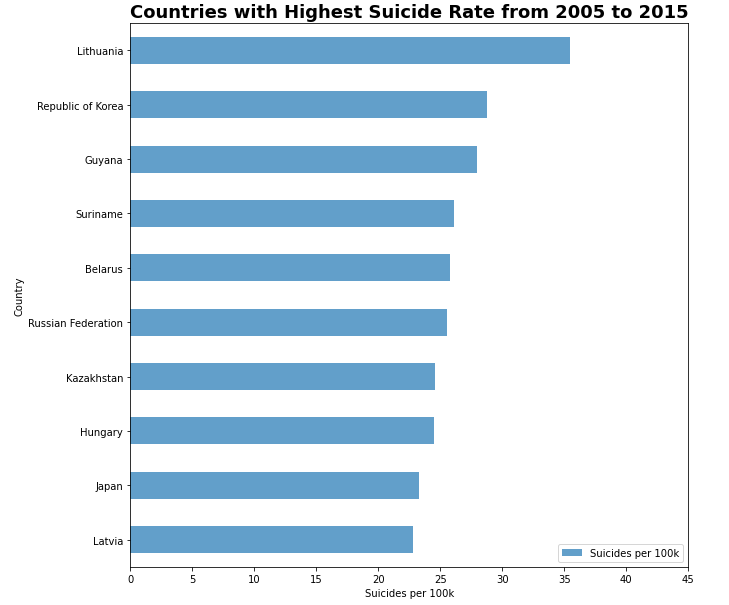 Countries with Highest Suicide Rate from 2005 to 2015
Lithuania
Republic of Korea
Guyana
Suriname
Belarus
Russian Federation
Kazakhstan
Hungary
Japan
Latvia
Country
Suicides per 100k
0 5 10 15 20 25 30 35 40 45
Suicides per 100k